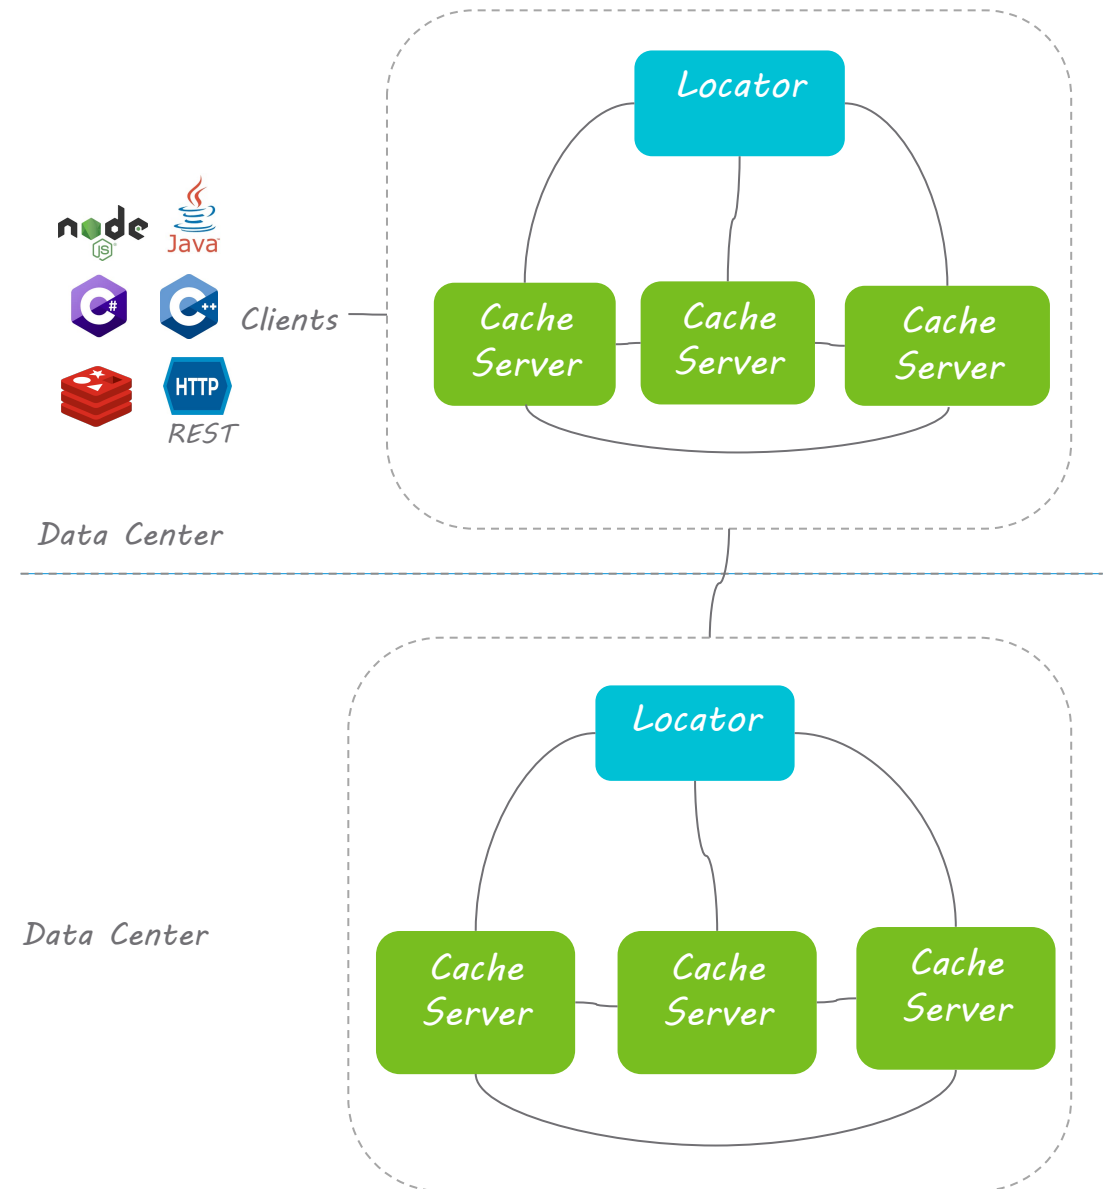 Locator
node
JS
Java
C#
C++
Clients
Cache
Server
Cache
Server
Cache
Server
HTTP
REST
Data Center
Locator
Data Center
Cache
Server
Cache
Server
Cache
Server